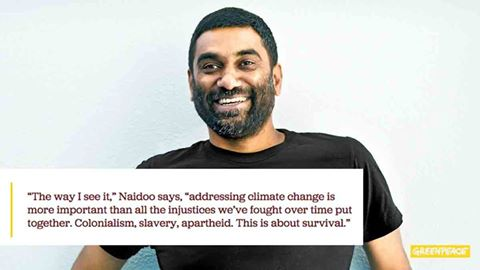 “The way I see it,” Naidoo says, “addressing climate change is
more important than all the injustices we’ve fought over time put
together. Colonialism, slavery, apartheid. This is about survival.”
GREENPEACE